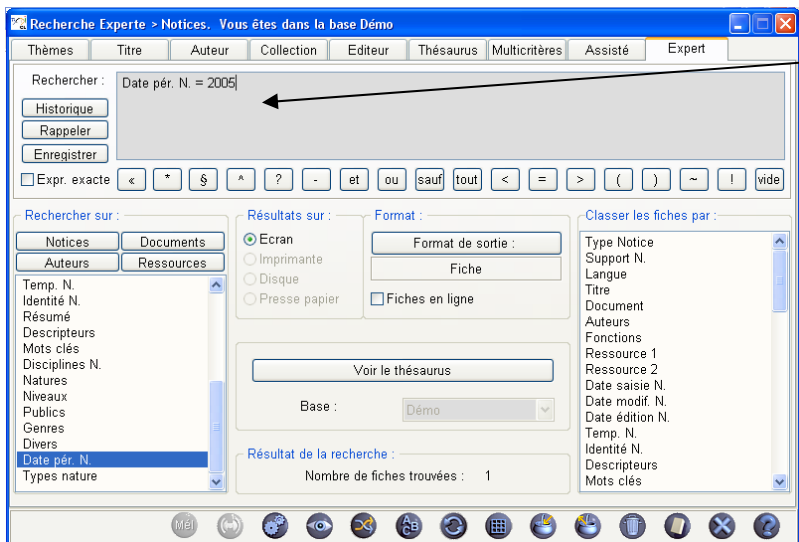 Recherche Experte > Notices. Vous êtes dans la base Démo
Thèmes Titre Auteur Collection Editeur Thésaurus Multicritères Assisté Expert
Rechercher :
Date pér. N. = 2005
Historique
Rappeler
Enregistrer
Expr. exacte « * § ^ ? - et ou sauf tout < = > ( ) ~ ! vide
Rechercher sur :
Notices Documents
Auteurs Ressources
Temp. N.
Identité N.
Résumé
Descripteurs
Mots clés
Disciplines N.
Natures
Niveaux
Publics
Genres
Divers
Date pér. N.
Types nature
Résultats sur :
Ecran
Imprimante
Disque
Presse papier
Format :
Format de sortie :
Fiche
Fiches en ligne
Voir le thésaurus
Base : Démo
Résultat de la recherche :
Nombre de fiches trouvées : 1
Classer les fiches par :
Type Notice
Support N.
Langue
Titre
Document
Auteurs
Fonctions
Ressource 1
Ressource 2
Date saisie N.
Date modif. N.
Date édition N.
Temp. N.
Identité N.
Descripteurs
Mots clés
Mél